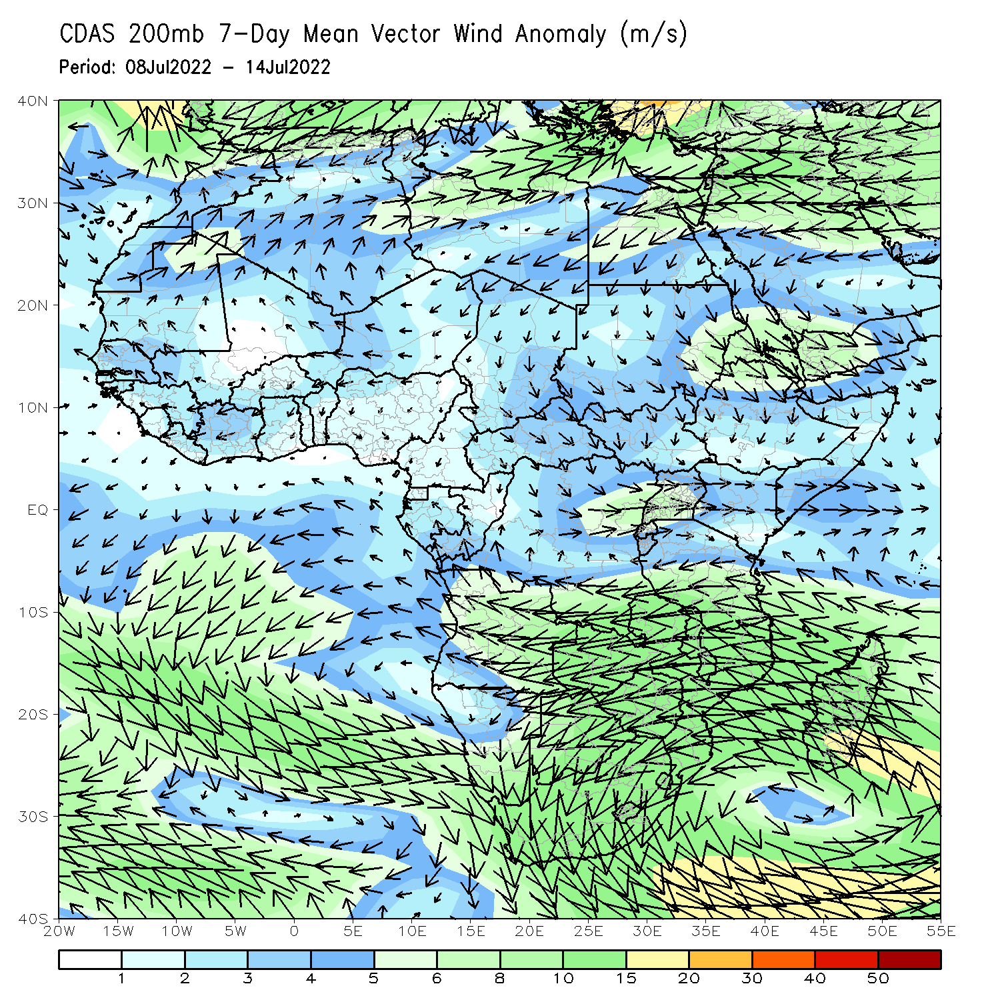 CDAS 200mb 7-Day Mean Vector Wind Anomaly (m/s)
Period: 08Jul2022 - 14Jul2022
40N
30N
20N
10N
EQ
10S
20S
30S
40S
20W 15W 10W 5W 0 5E 10E 15E 20E 25E 30E 35E 40E 45E 50E 55E
1 2 3 4 5 6 8 10 15 20 30 40 50